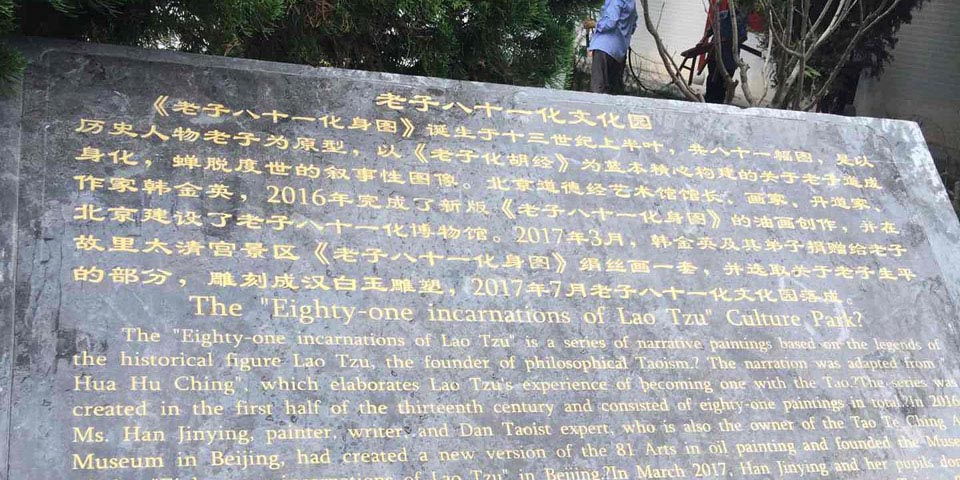 老子八十一化文化园
《老子八十一化身图》诞生于十三世纪上半叶，共八十一幅图，是以
历史人物老子为原型，以《老子化胡经》为蓝本精心构建的关于老子道成
身化，蝉脱度世的叙事性图像。北京道德经艺术馆馆长、画家、丹道家、
作家韩金英，2016年完成了新版《老子八十一化身图》的油画创作，并在
北京建设了老子八十一化博物馆。2017年3月，韩金英及其弟子捐赠给老子
故里太清宫景区《老子八十一化身图》绢丝画一套，并选取关于老子生平
的部分，雕刻成汉白玉雕塑，2017年7月老子八十一化文化园落成。
The "Eighty-one incarnations of Lao Tzu" Culture Park?
The "Eighty-one incarnations of Lao Tzu" is a series of narrative paintings based on the legends of
the historical figure Lao Tzu, the founder of philosophical Taoism.? The narration was adapted from
Hua Hu Ching", which elaborates Lao Tzu's experience of becoming one with the Tao.?The series was
created in the first half of the thirteenth century and consisted of eighty-one paintings in total.?In 2016
Ms. Han Jinying, painter, writer, and Dan Taoist expert, who is also the owner of the Tao Te Ching A
Museum in Beijing, had created a new version of the 81 Arts in oil painting and founded the Muse
"Eighty-one incarnations of Lao Tzu" in Beijing.?In March 2017, Han Jinying and her pupils don